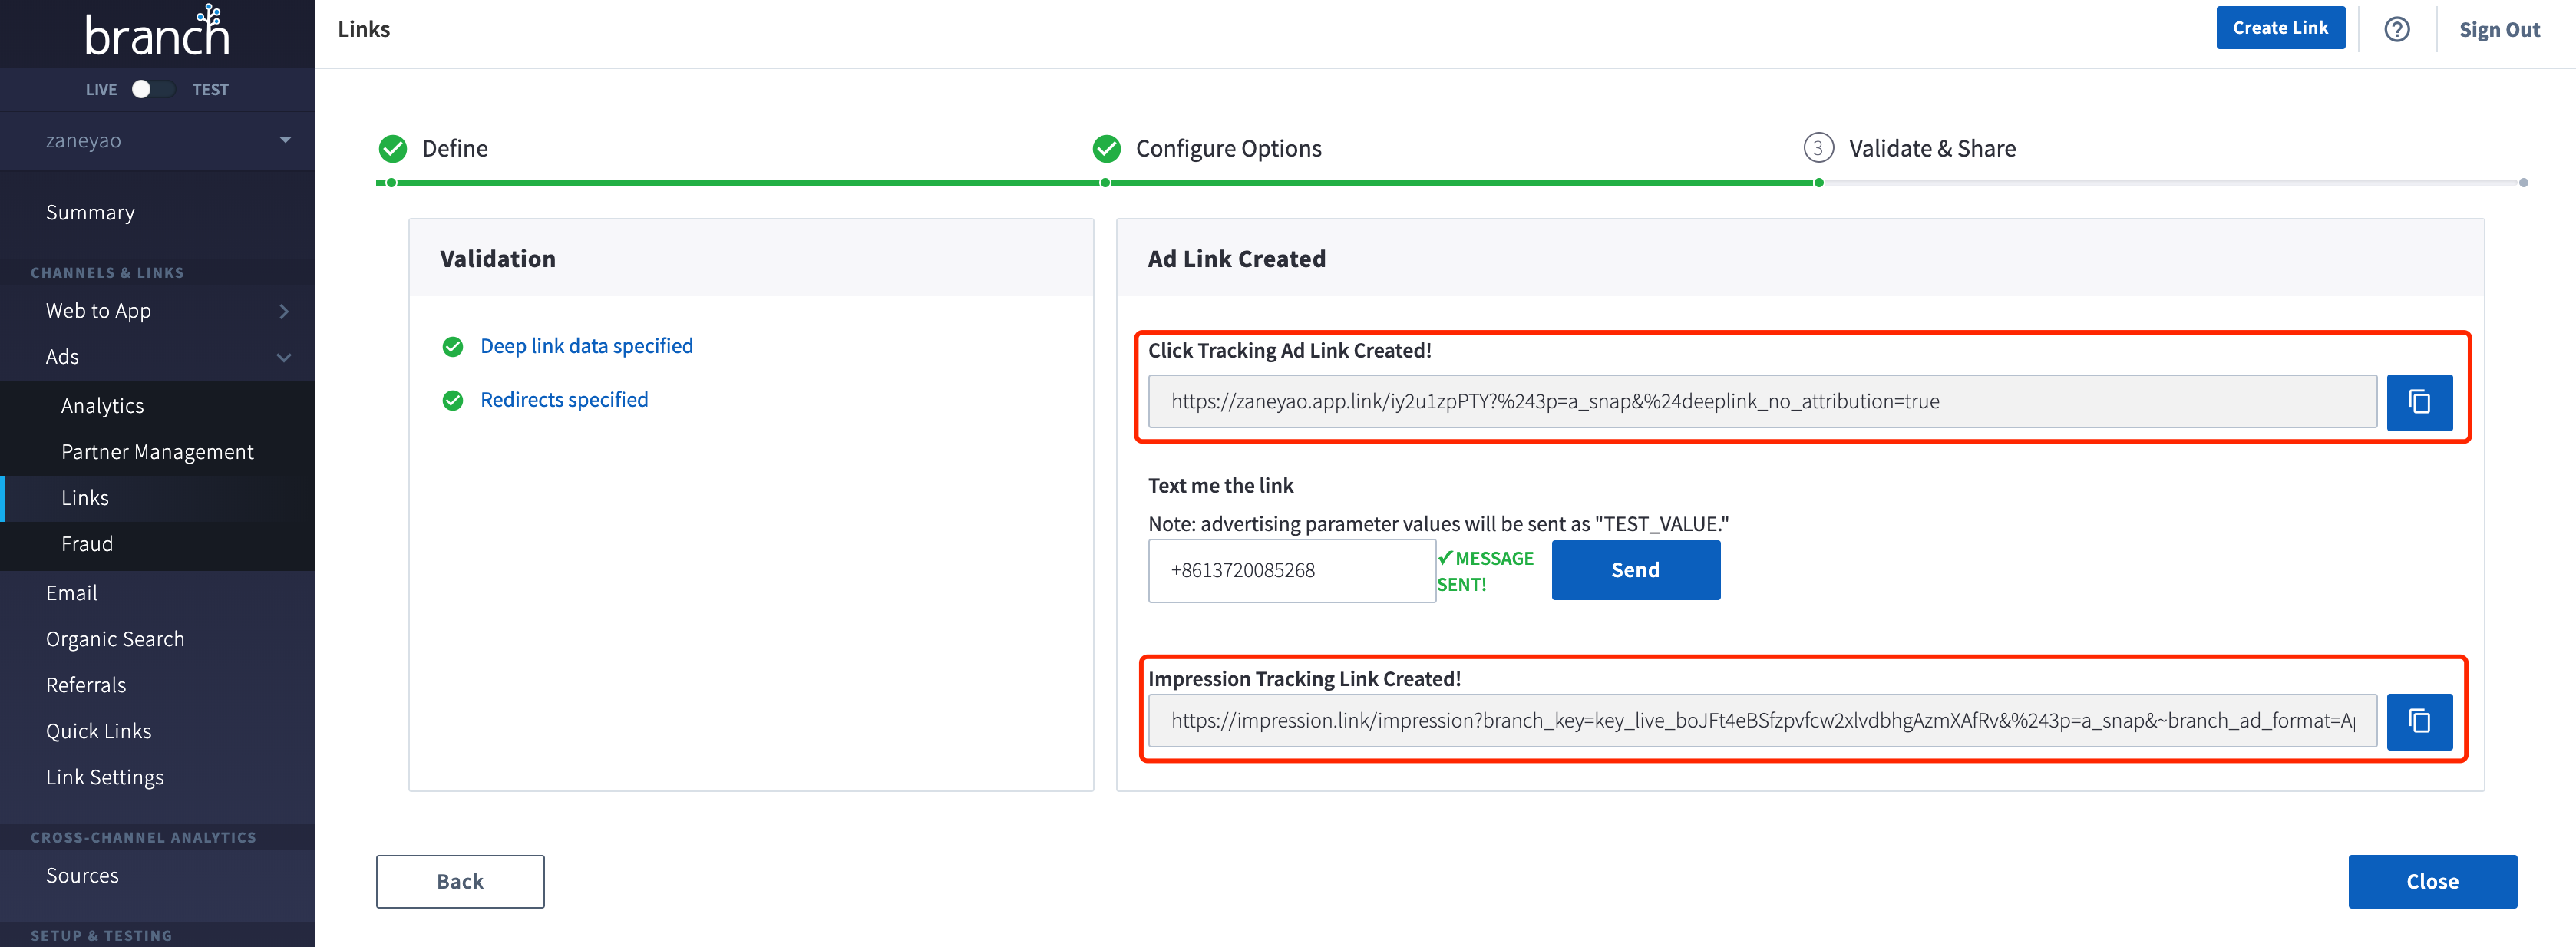 branch
LIVE TEST
zaneyao
Summary
CHANNELS & LINKS
Web to App
Ads
Analytics
Partner Management
Links
Fraud
Email
Organic Search
Referrals
Quick Links
Link Settings
CROSS-CHANNEL ANALYTICS
Sources
SETUP & TESTING
Links
Create Link
?
Sign Out
Define
Configure Options
3 Validate & Share
Validation
Deep link data specified
Redirects specified
Ad Link Created
Click Tracking Ad Link Created!
https://zaneyao.app.link/iy2u1zpPTY?%243p=a_snap&%24deeplink_no_attribution=true
Text me the link
Note: advertising parameter values will be sent as "TEST_VALUE."
+8613720085268
✓MESSAGE
SENT!
Send
Impression Tracking Link Created!
https://impression.link/impression?branch_key=key_live_boJFt4eBSfzpvfcw2xlvdbhgAzmXAfRv&%243p=a_snap&~branch_ad_format=A
Back
Close